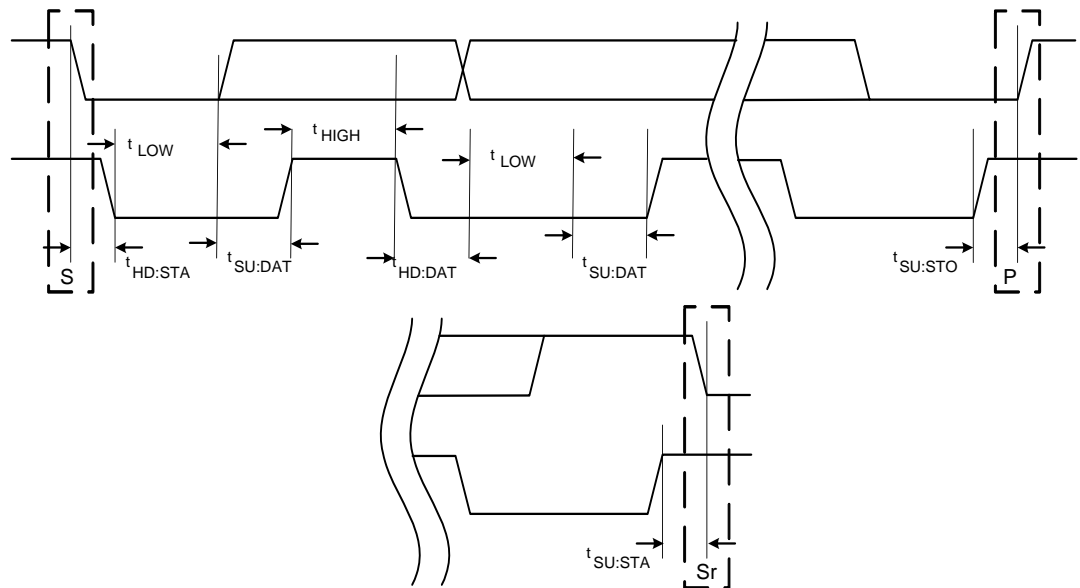 t HIGH
t LOW
t LOW
t HD:STA
t SU:DAT
t HD:DAT
t SU:DAT
t SU:STO
S
P
t SU:STA
Sr